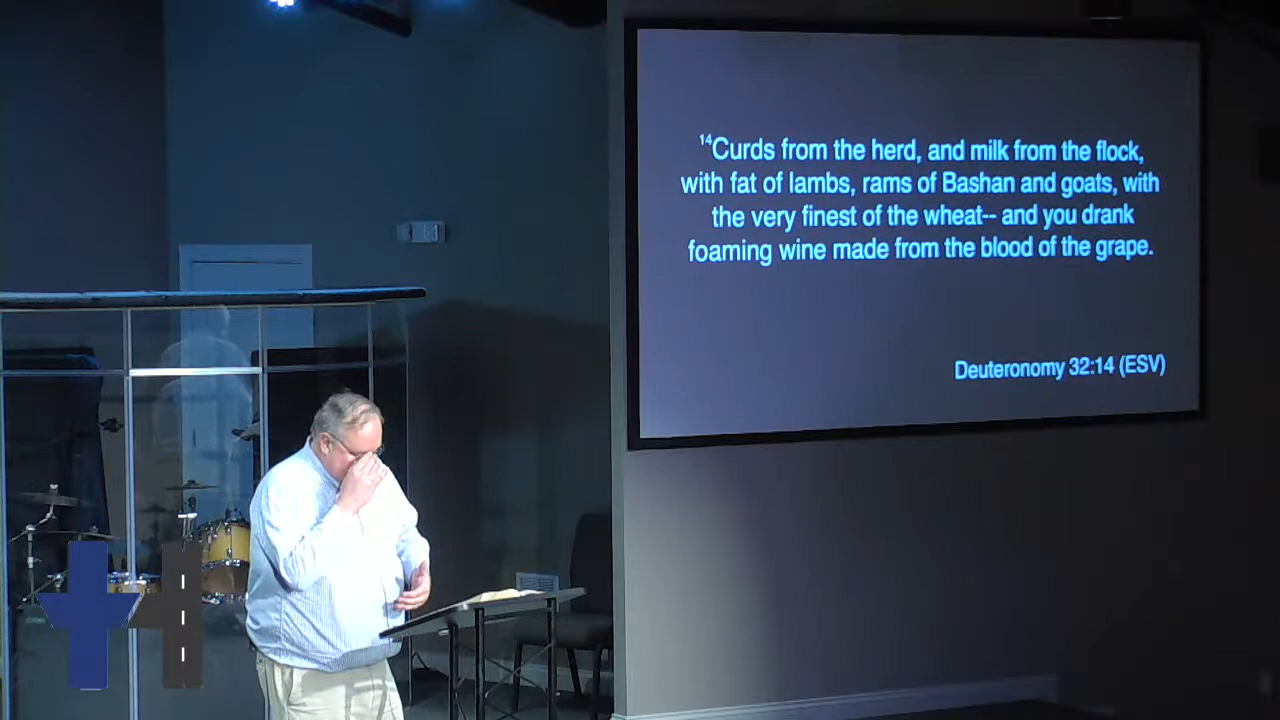 14Curds from the herd, and milk from the flock,
with fat of lambs, rams of Bashan and goats, with
the very finest of the wheat-- and you drank
foaming wine made from the blood of the grape.
Deuteronomy 32:14 (ESV)